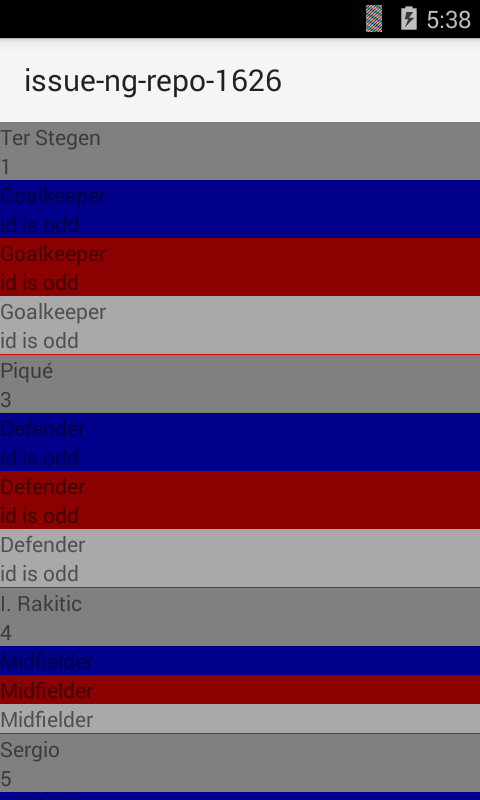 5:38
issue-ng-repo-1626
Ter Stegen
1
Goalkeeper
id is odd
Goalkeeper
id is odd
Goalkeeper
id is odd
Piqué
3
Defender
id is odd
Defender
id is odd
Defender
id is odd
I. Rakitic
4
Midfielder
Midfielder
Midfielder
Sergio
5